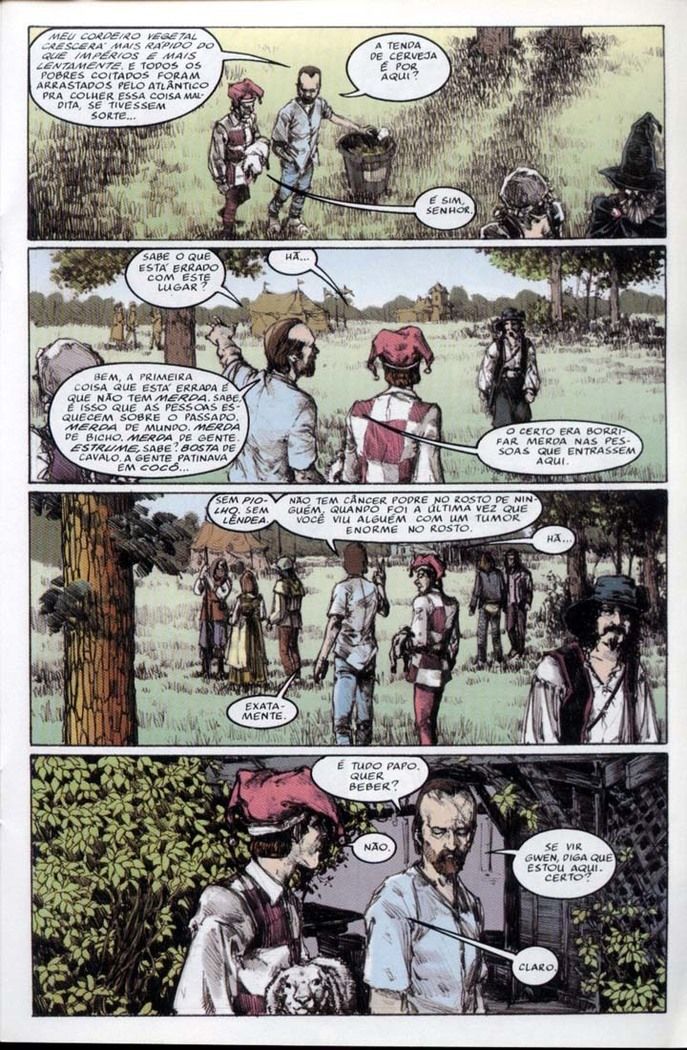 MEU CORDEIRO VEGETAL
CRESCERÁ MAIS RÁPIDO DO
QUE IMPÉRIOS E MAIS
LENTAMENTE. E TODOS OS
POBRES COITADOS FORAM
ARRASTADOS PELO ATLÂNTICO
PRA COLHER ESSA COISA MAL-
DITA, SE TIVESSEM
SORTE...
A TENDA
DE CERVEJA
É POR
AQUI?
É SIM,
SENHOR.
SABE O QUE
ESTÁ ERRADO
COM ESTE
LUGAR?
HÃ...
BEM, A PRIMEIRA
COISA QUE ESTÁ ERRADA É
QUE NÃO TEM MERDA. SABE,
É ISSO QUE AS PESSOAS ES-
QUECEM SOBRE O PASSADO.
MERDA DE MUNDO. MERDA
DE BICHO. MERDA DE GENTE.
ESTRUME, SABE? BOSTA DE
CAVALO. A GENTE PATINAVA
EM COCÔ...
O CERTO ERA BORRI-
FAR MERDA NAS PES-
SOAS QUE ENTRASSEM
AQUI.
SEM PIO-
LHO. SEM
LÊNDEA.
NÃO TEM CÂNCER PODRE NO ROSTO DE NIN-
GUÉM. QUANDO FOI A ÚLTIMA VEZ QUE
VOCÊ VIU ALGUÉM COM UM TUMOR
ENORME NO ROSTO.
HÃ...
EXATA-
MENTE.
É TUDO PAPO.
QUER
BEBER?
NÃO.
SE VIR
GWEN, DIGA QUE
ESTOU AQUI.
CERTO?
CLARO.